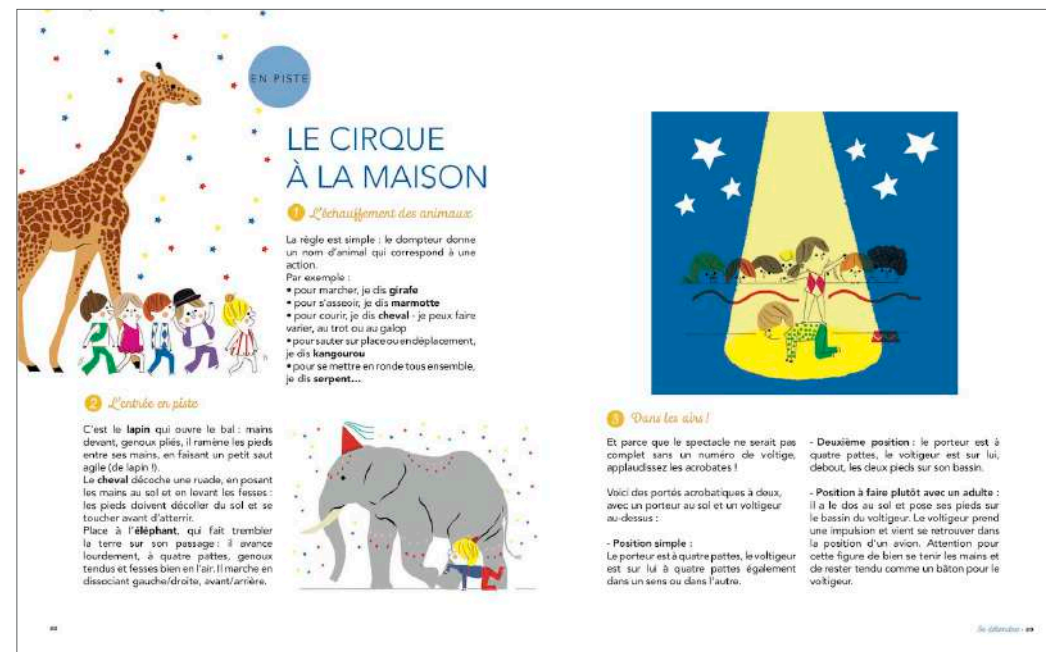 EN PISTE
LE CIRQUE
À LA MAISON
1 L'échauffement des animaux
La règle est simple : le dompteur donne
un nom d'animal qui correspond à une
action.
Par exemple :
• pour marcher, je dis girafe
• pour s'asseoir, je dis marmotte
• pour courir, je dis cheval - je peux faire
varier, au trot ou au galop
• pour sauter sur place ou en déplacement,
je dis kangourou
• pour se mettre en ronde tous ensemble,
je dis serpent...
2 L'entrée en piste
C'est le lapin qui ouvre le bal : mains
devant, genoux pliés, il ramène les pieds
entre ses mains, en faisant un petit saut
agile (de lapin !).
Le cheval décoche une ruade, en posant
les mains au sol et en levant les fesses :
les pieds doivent décoller du sol et se
toucher avant d'atterrir.
Place à l'éléphant, qui fait trembler
la terre sur son passage : il avance
lourdement, à quatre pattes, genoux
tendus et fesses bien en l'air. Il marche en
dissociant gauche/droite, avant/arrière.
3 Dans les airs !
Et parce que le spectacle ne serait pas
complet sans un numéro de voltige,
applaudissez les acrobates !
Voici des portés acrobatiques à deux,
avec un porteur au sol et un voltigeur
au-dessus :
- Position simple :
Le porteur est à quatre pattes, le voltigeur
est sur lui à quatre pattes également
dans un sens ou dans l'autre.
- Deuxième position : le porteur est à
quatre pattes, le voltigeur est sur lui,
debout, les deux pieds sur son bassin.
- Position à faire plutôt avec un adulte :
il a le dos au sol et pose ses pieds sur
le bassin du voltigeur. Le voltigeur prend
une impulsion et vient se retrouver dans
la position d'un avion. Attention pour
cette figure de bien se tenir les mains et
de rester tendu comme un bâton pour le
voltigeur.